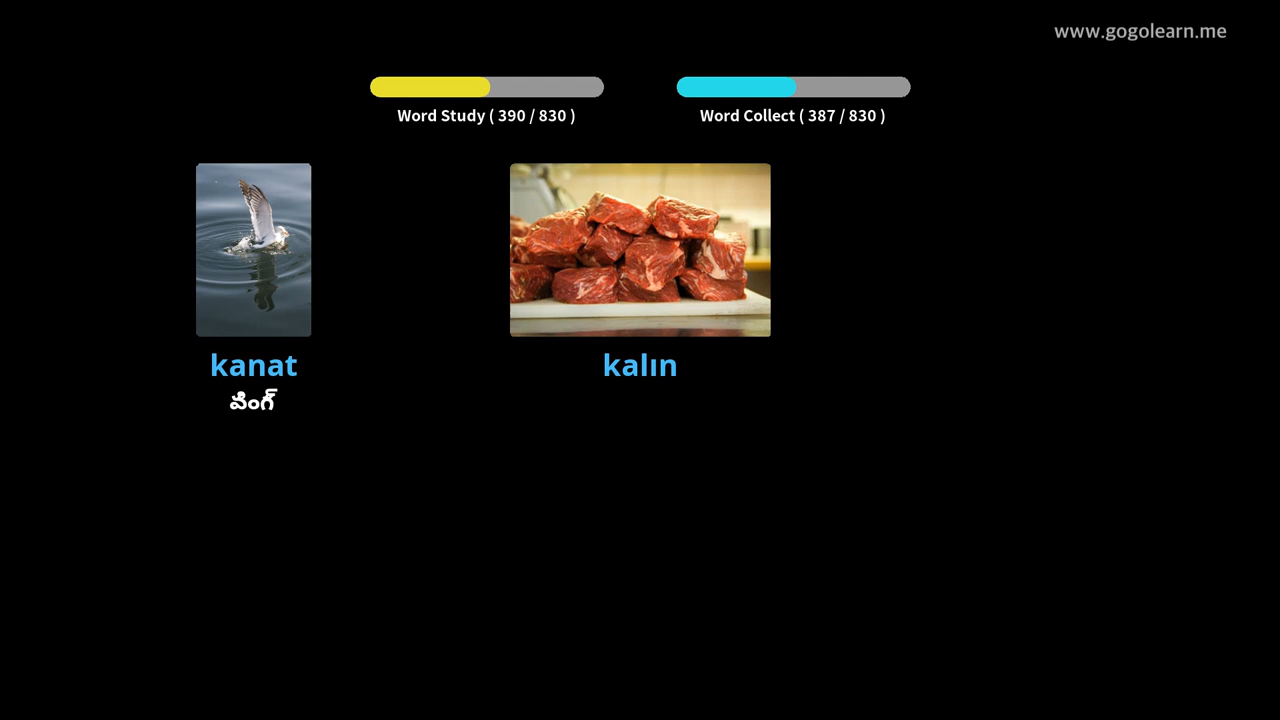 www.gogolearn.me
Word Study ( 390 / 830 )
Word Collect ( 387 / 830 )
kanat
వింగ్
kalın